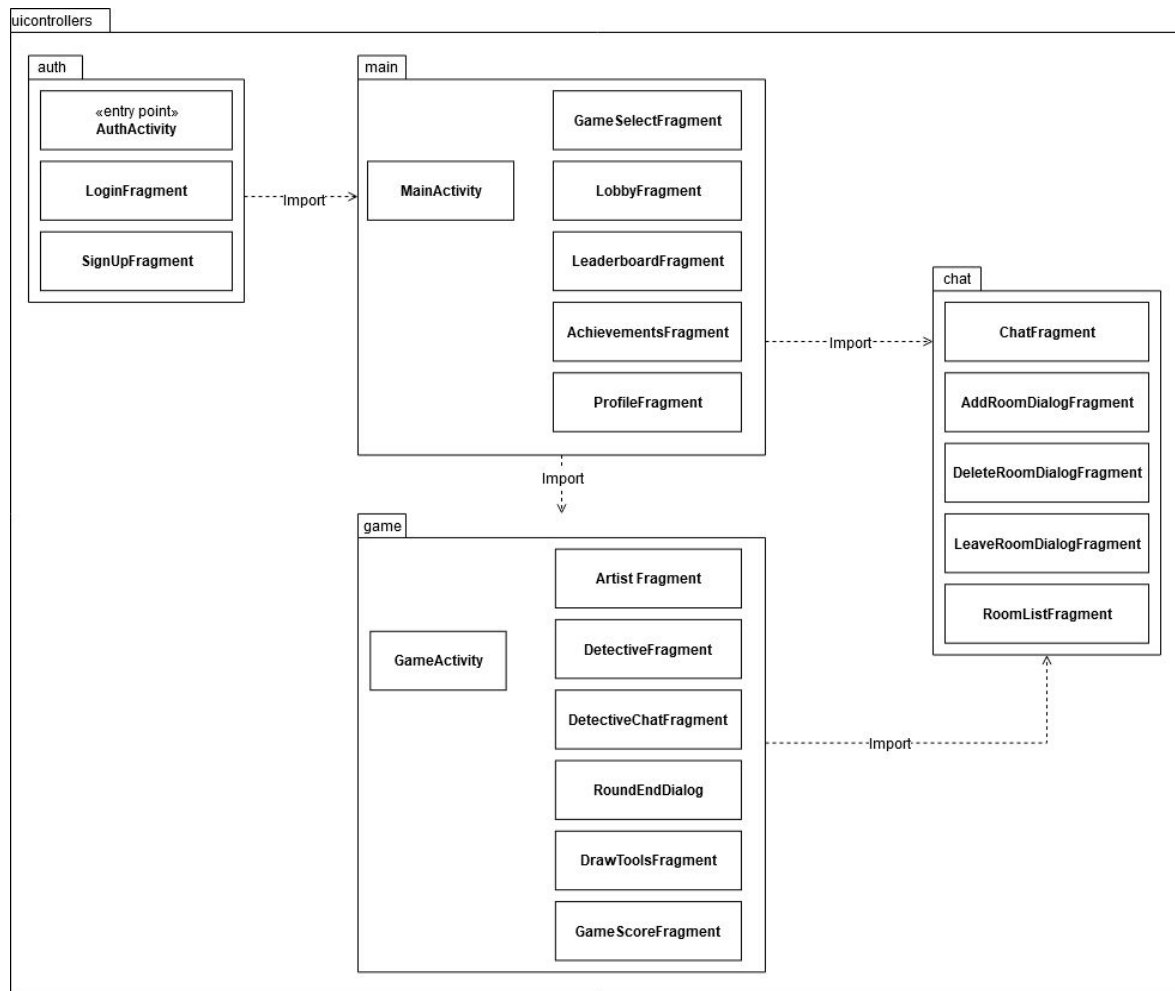 uicontrollers
auth
«entry point»
AuthActivity
LoginFragment
SignUpFragment
Import
main
MainActivity
GameSelectFragment
LobbyFragment
LeaderboardFragment
AchievementsFragment
ProfileFragment
Import
Import
chat
ChatFragment
AddRoomDialogFragment
DeleteRoomDialogFragment
LeaveRoomDialogFragment
RoomListFragment
game
GameActivity
Artist Fragment
DetectiveFragment
DetectiveChatFragment
RoundEndDialog
DrawToolsFragment
GameScoreFragment
Import